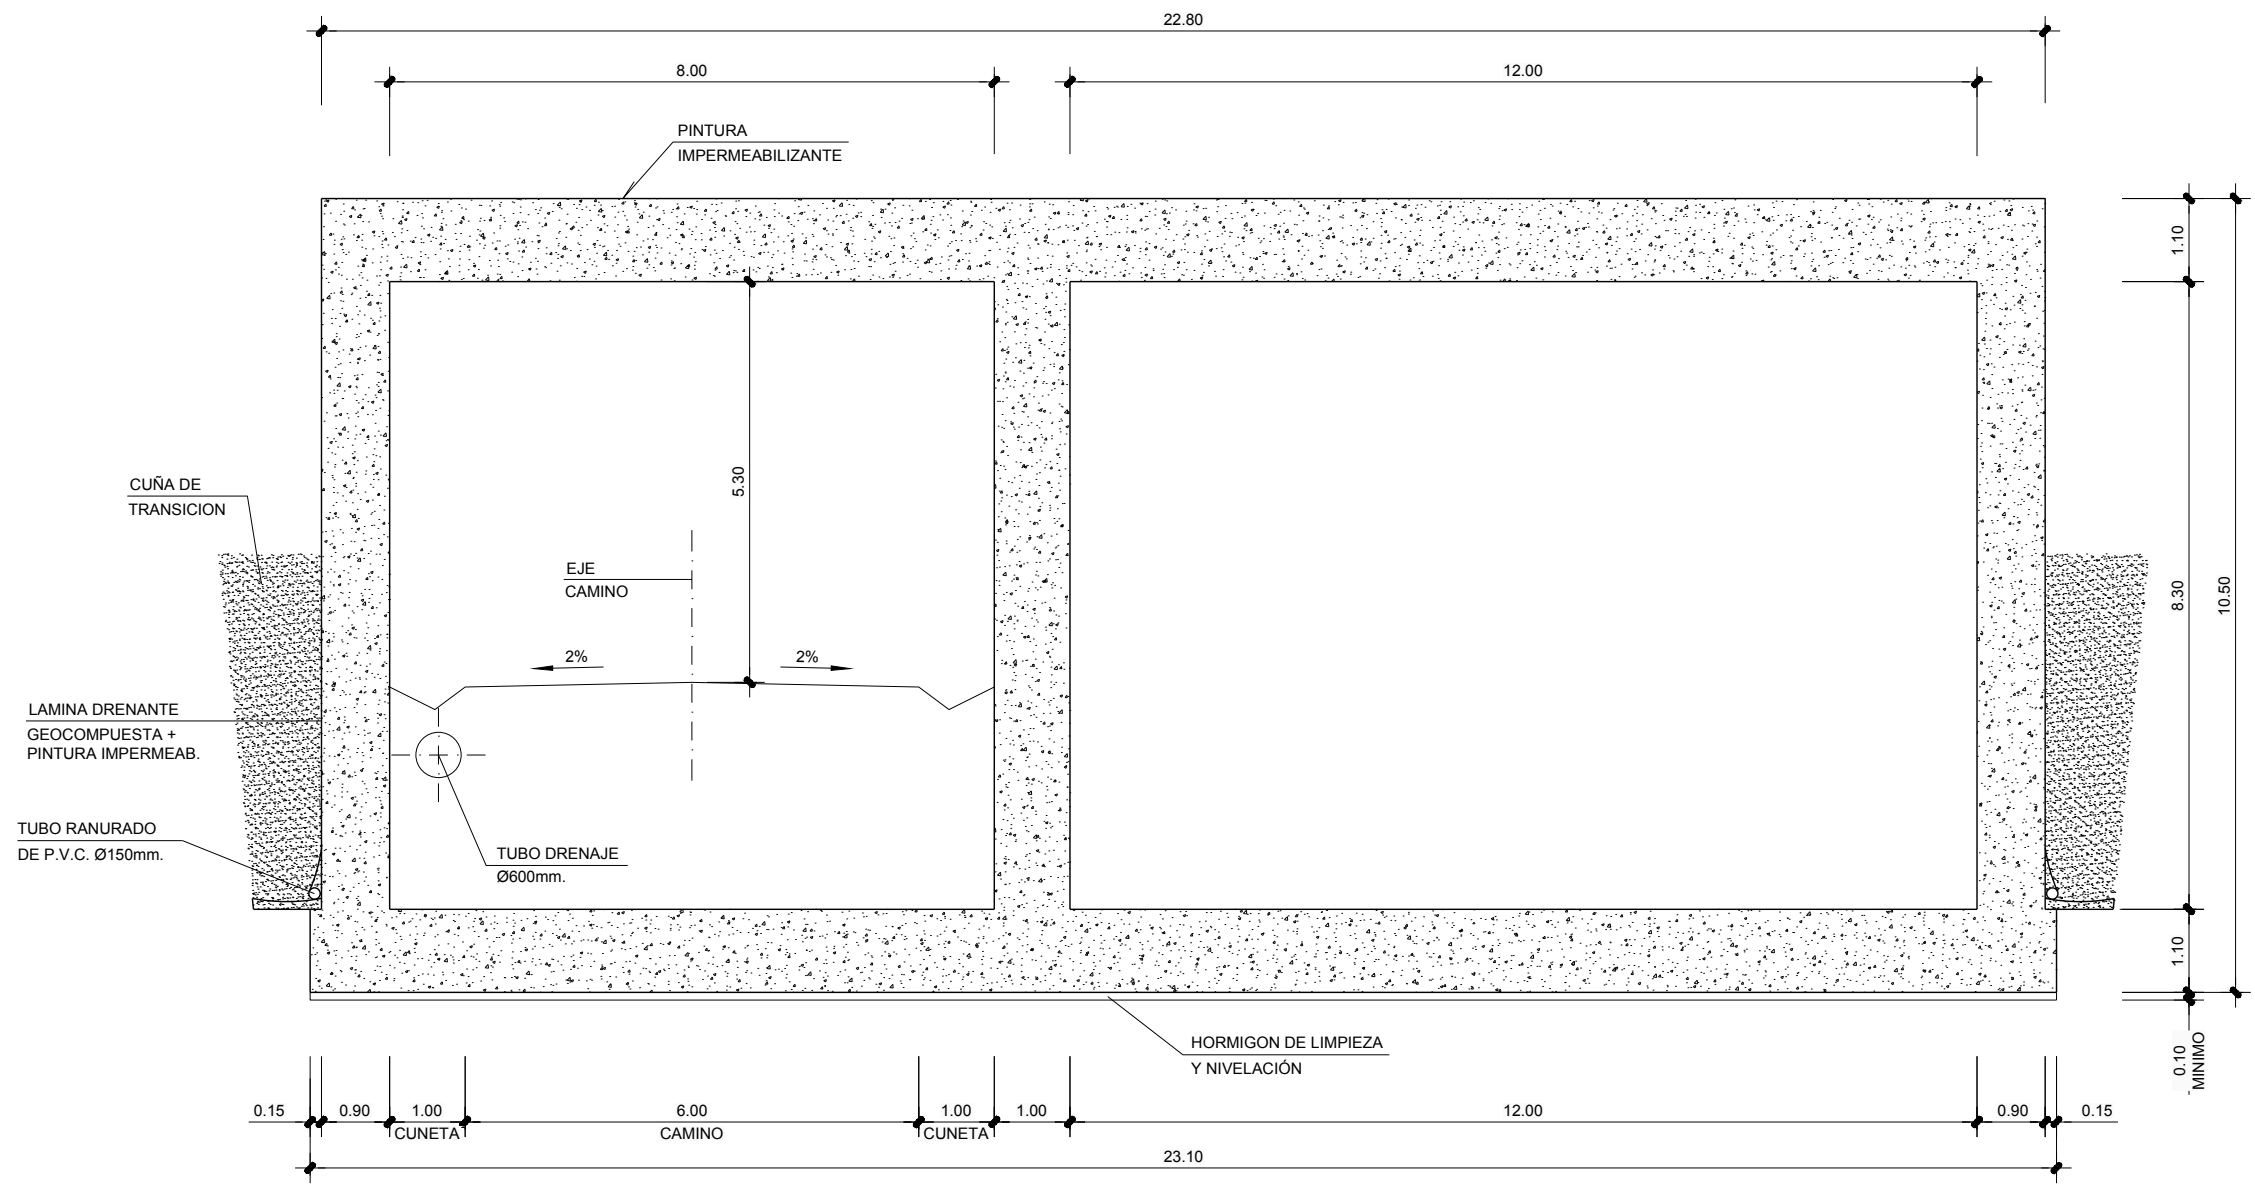 22.80
8.00
12.00
PINTURA
IMPERMEABILIZANTE
1.10
5.30
CUÑA DE
TRANSICION
EJE
CAMINO
8.30
10.50
2%
2%
LAMINA DRENANTE
GEOCOMPUESTA +
PINTURA IMPERMEAB.
TUBO RANURADO
DE P.V.C. Ø150mm.
TUBO DRENAJE
Ø600mm.
1.10
HORMIGON DE LIMPIEZA
Y NIVELACIÓN
0.10
MINIMO
0.15
0.90
1.00
CUNETA
6.00
CAMINO
1.00
CUNETA
1.00
12.00
0.90
0.15
23.10